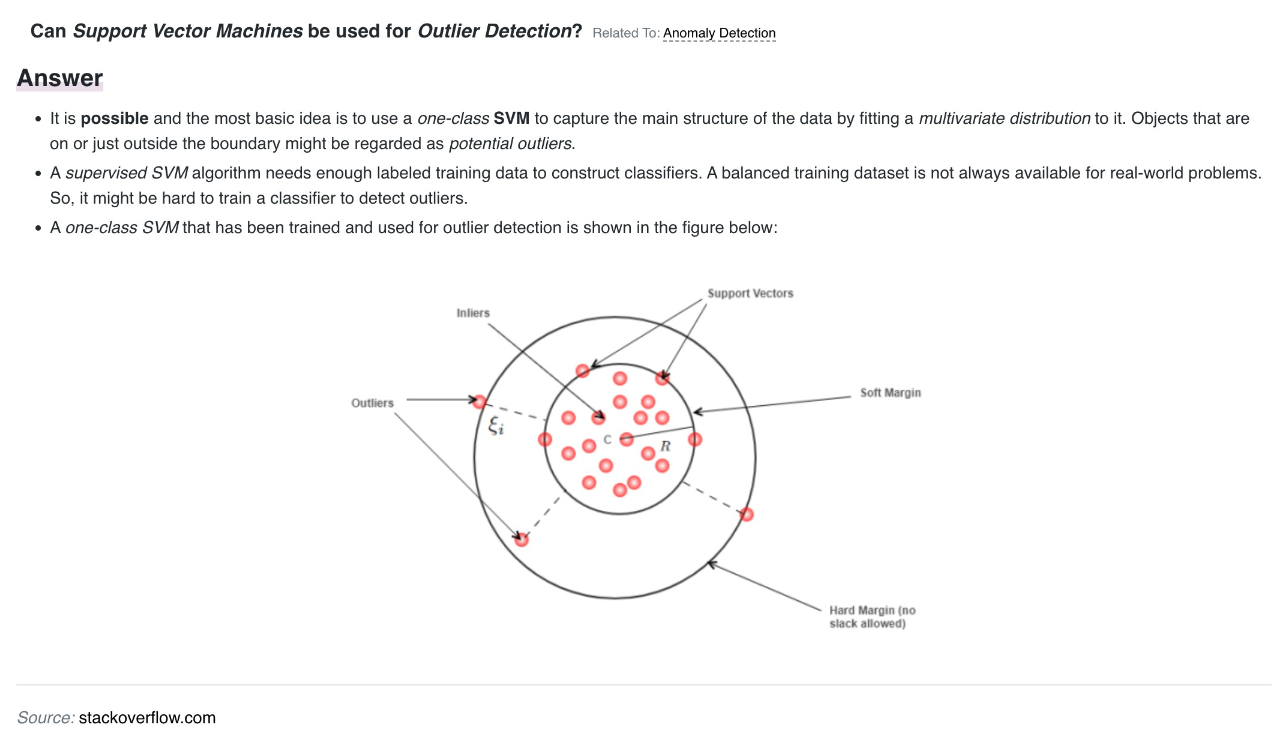 Can Support Vector Machines be used for Outlier Detection? Related To: Anomaly Detection
Answer
• It is possible and the most basic idea is to use a one-class SVM to capture the main structure of the data by fitting a multivariate distribution to it. Objects that are
on or just outside the boundary might be regarded as potential outliers.
• A supervised SVM algorithm needs enough labeled training data to construct classifiers. A balanced training dataset is not always available for real-world problems.
So, it might be hard to train a classifier to detect outliers.
• A one-class SVM that has been trained and used for outlier detection is shown in the figure below:
Support Vectors
Inliers
Soft Margin
Outliers
ξi
C
R
Hard Margin (no
slack allowed)
Source: stackoverflow.com